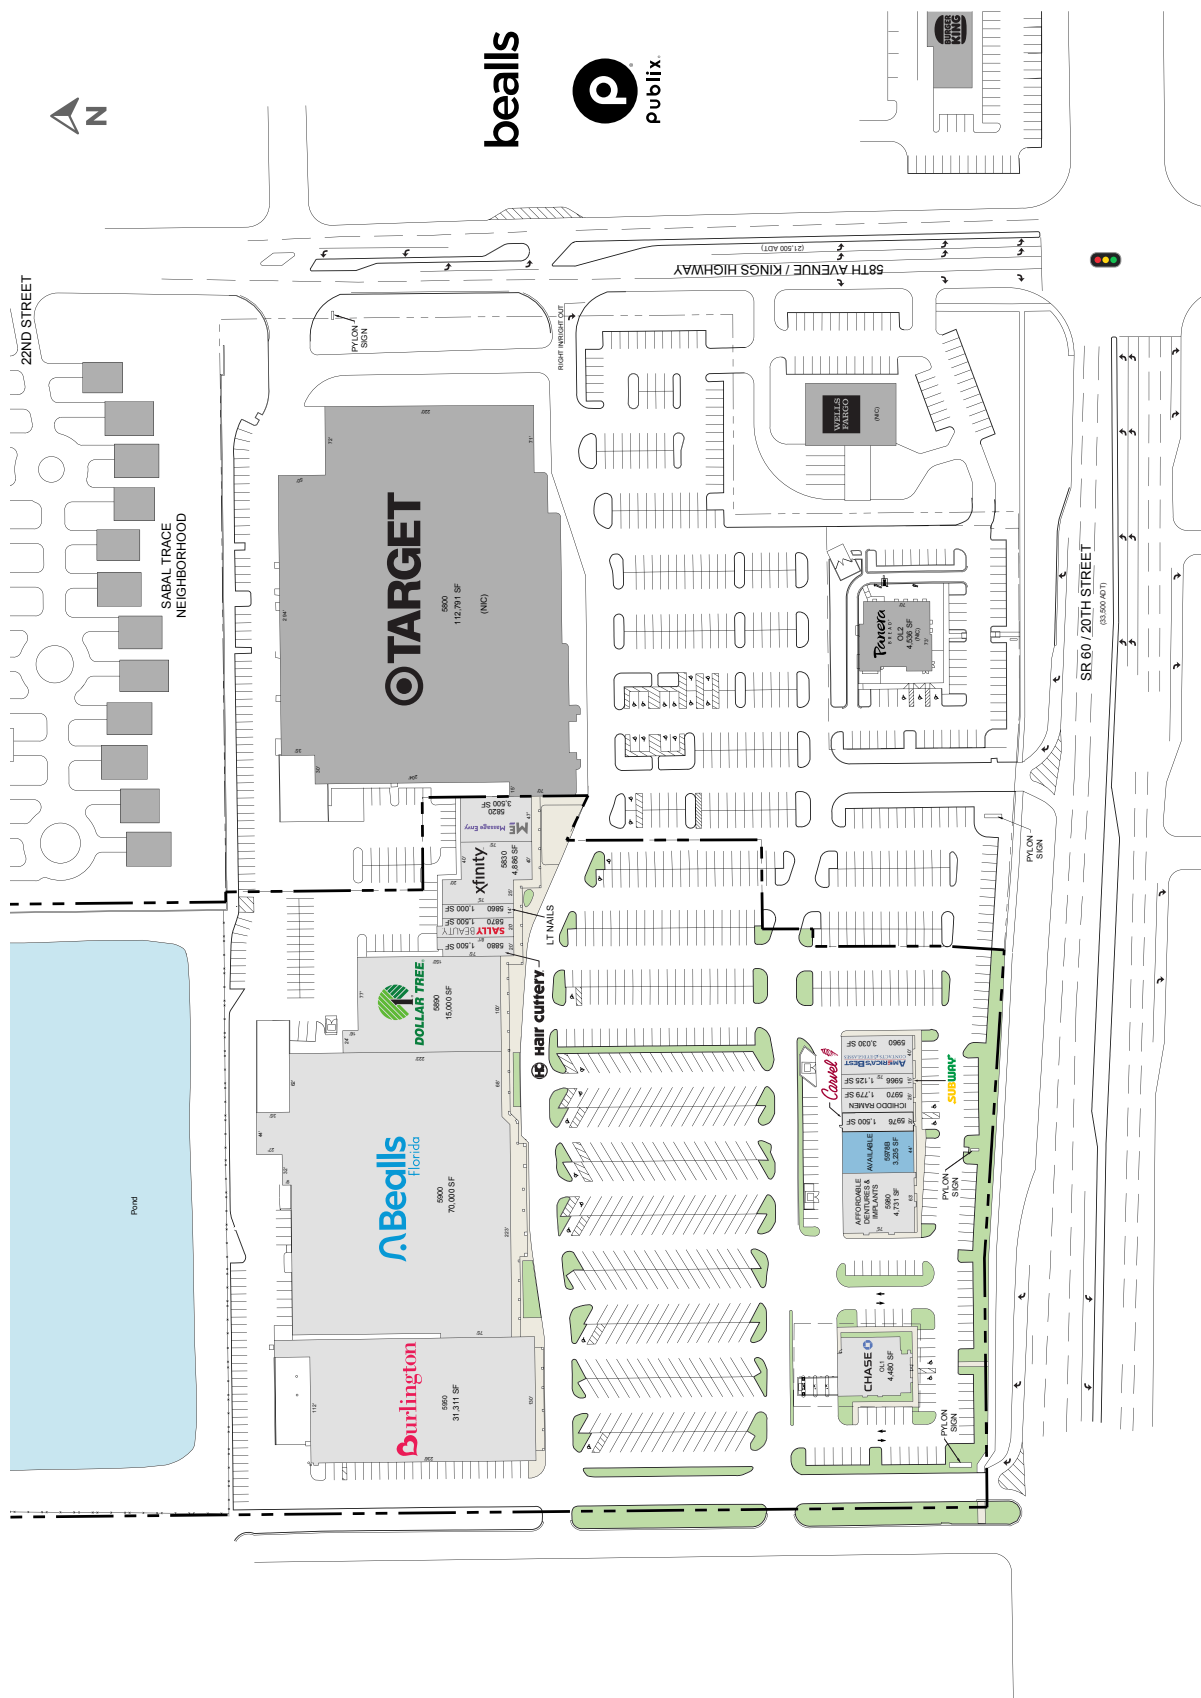 N
bealls
Publix.
BURGER
KING
22ND STREET
SABAL TRACE
NEIGHBORHOOD
PYLON
SIGN
RIGHT IN/RIGHT OUT
58TH AVENUE / KINGS HIGHWAY
(21,500 ADT)
WELLS
FARGO
(NIC)
TARGET
5800
112,791 SF
(NIC)
Panera
BREAD
OL2
4,536 SF
(NIC)
SR 60 / 20TH STREET
(33,500 ADT)
PYLON
SIGN
5820
3,500 SF
Massage Envy
xfinity
5830
4,886 SF
5860 1,000 SF
LT NAILS
5870 1,500 SF
SALLY BEAUTY
5880 1,500 SF
Hair Cuttery
DOLLAR TREE
5890
15,000 SF
Bealls
Florida
5900
70,000 SF
Burlington
5950
31,311 SF
Pond
5960 3,030 SF
AMERICA'S BEST
CONTACTS & EYEGLASSES
5966 1,125 SF
SUBWAY
5970 1,779 SF
ICHIDDO RAMEN
Carvel
5976 1,500 SF
AVAILABLE
5978B
3,285 SF
AFFORDABLE
DENTURES &
IMPLANTS
5980
4,731 SF
PYLON
SIGN
CHASE
OL1
4,480 SF
PYLON
SIGN